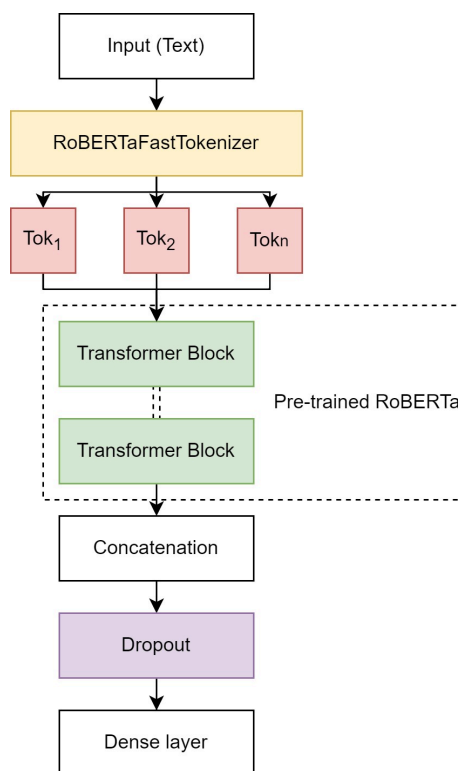 Input (Text)
RoBERTaFastTokenizer
Tok1
Tok2
Tokn
Transformer Block
Pre-trained RoBERTa
Transformer Block
Concatenation
Dropout
Dense layer